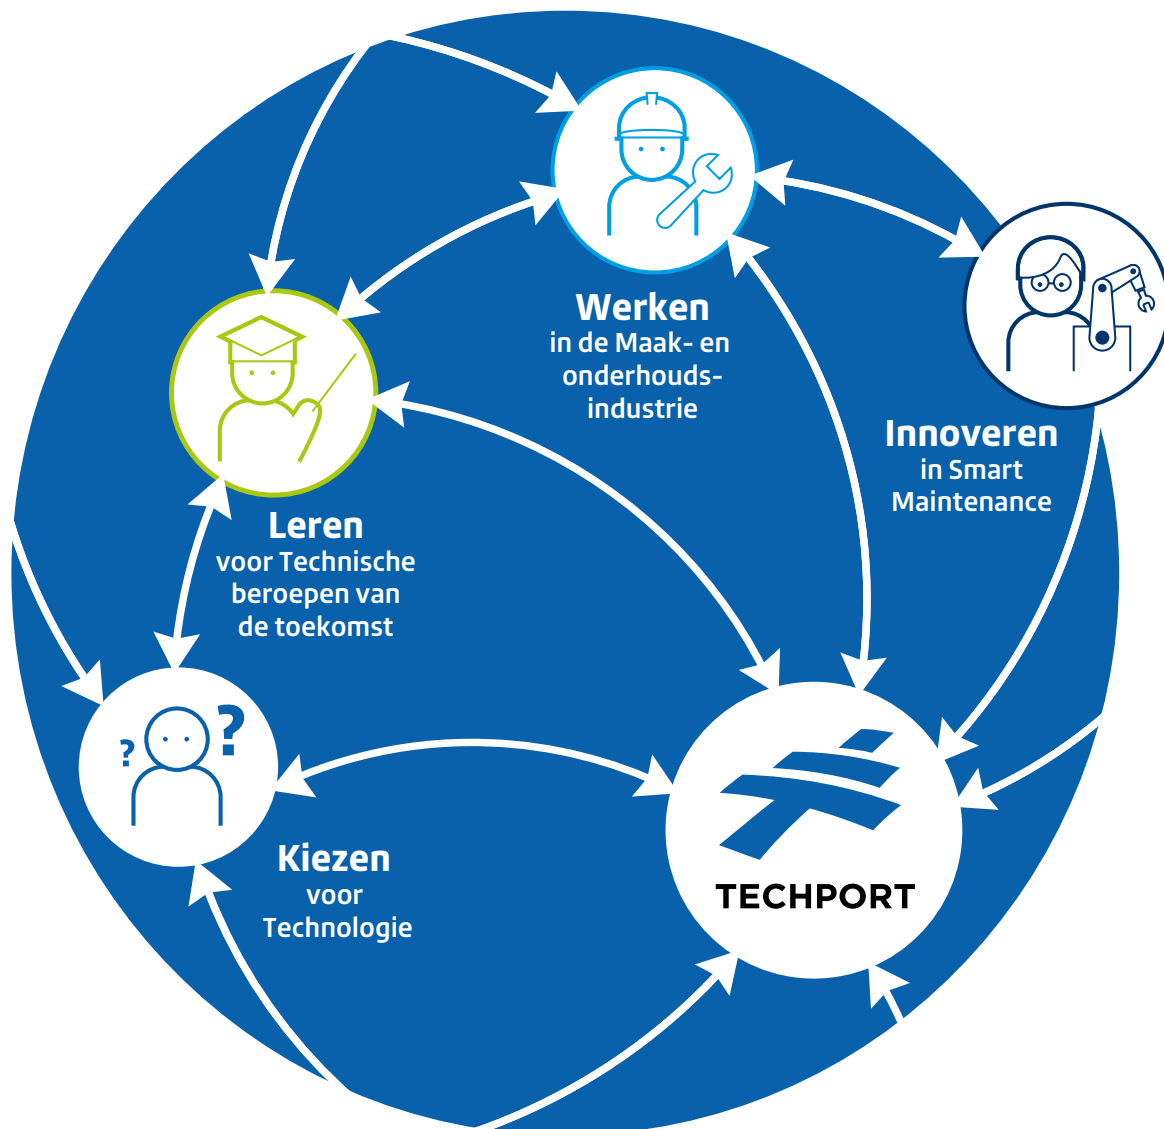 Werken
in de Maak- en
onderhouds-
industrie
Innoveren
in Smart
Maintenance
Leren
voor Technische
beroepen van
de toekomst
? ?
Kiezen
voor
Technologie
TECHPORT